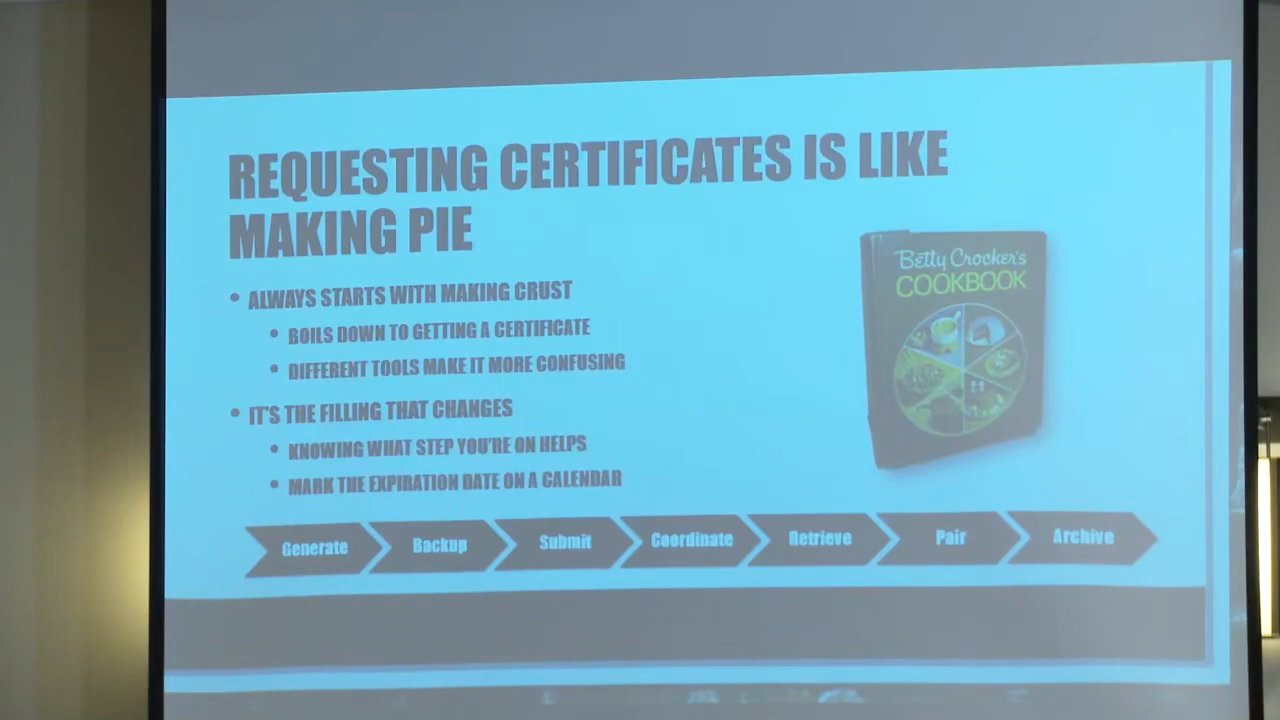 REQUESTING CERTIFICATES IS LIKE
MAKING PIE
• ALWAYS STARTS WITH MAKING CRUST
• BOILS DOWN TO GETTING A CERTIFICATE
• DIFFERENT TOOLS MAKE IT MORE CONFUSING
• IT'S THE FILLING THAT CHANGES
• KNOWING WHAT STEP YOU'RE ON HELPS
• MARK THE EXPIRATION DATE ON A CALENDAR
Betty Crocker's
COOKBOOK
Generate Backup Submit Coordinate Retrieve Pair Archive